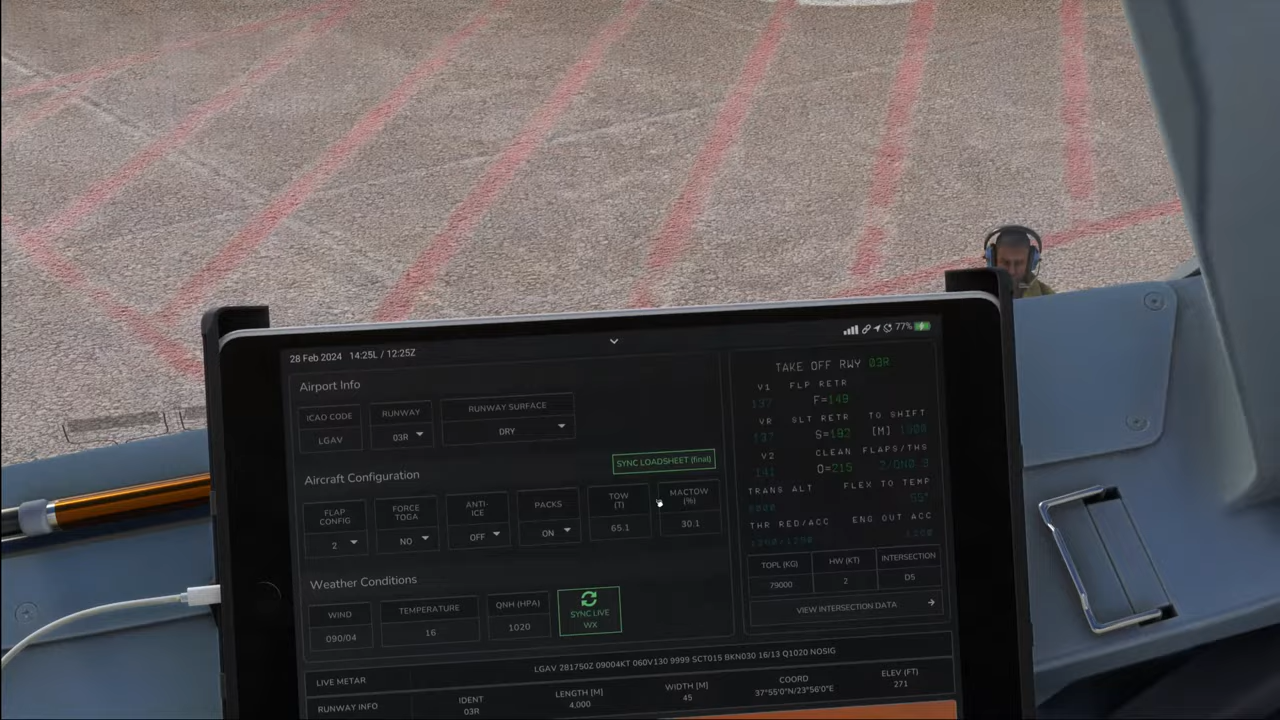 28 Feb 2024 14:25L / 12:25Z
77%
Airport Info
ICAO CODE
LGAV
RUNWAY
03R
RUNWAY SURFACE
DRY
SYNC LOADSHEET (final)
Aircraft Configuration
FLAP CONFIG
2
FORCE TOGA
NO
ANTI-ICE
OFF
PACKS
ON
TOW (T)
65.1
MACTOW (%)
30.1
Weather Conditions
WIND
090/04
TEMPERATURE
16
QNH (HPA)
1020
SYNC LIVE WX
TAKE OFF RWY 03R
V1 FLP RETR
137 F=149
VR SLT RETR TO SHIFT
137 S=193 [M]
V2 CLEAN FLAPS/THS
141 O=215
TRANS ALT FLEX TO TEMP
55°
THR RED/ACC ENG OUT ACC
TOPL (KG)
79000
HW (KT)
2
INTERSECTION
D5
VIEW INTERSECTION DATA →
LIVE METAR
LGAV 281750Z 09004KT 060V130 9999 SCT015 BKN030 16/13 Q1020 NOSIG
RUNWAY INFO
IDENT
03R
LENGTH [M]
4,000
WIDTH [M]
45
COORD
37°55'0"N/23°56'0"E
ELEV (FT)
271